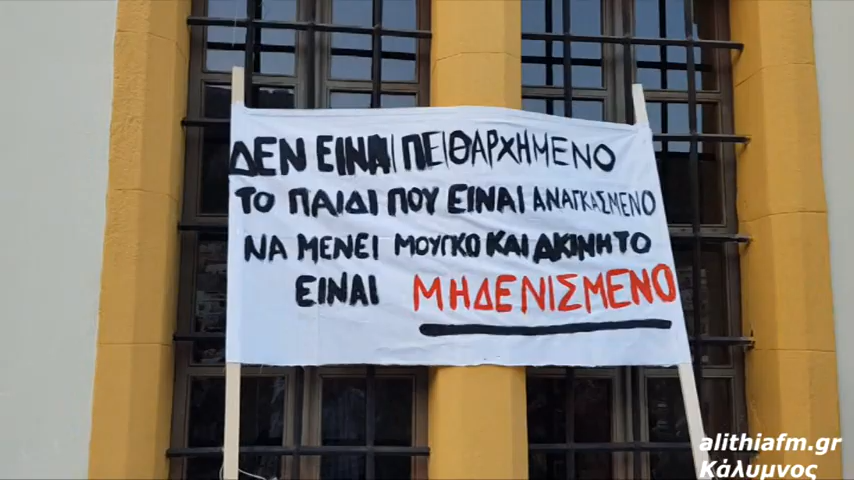 ΔΕΝ ΕΙΝΑΙ ΠΕΙΘΑΡΧΗΜΕΝΟ
ΤΟ ΠΑΙΔΙ ΠΟΥ ΕΙΝΑΙ ΑΝΑΓΚΑΣΜΕΝΟ
ΝΑ ΜΕΝΕΙ ΜΟΥΓΚΟ ΚΑΙ ΑΚΙΝΗΤΟ
ΕΙΝΑΙ ΜΗΔΕΝΙΣΜΕΝΟ
alithiafm.gr
Κάλυμνος